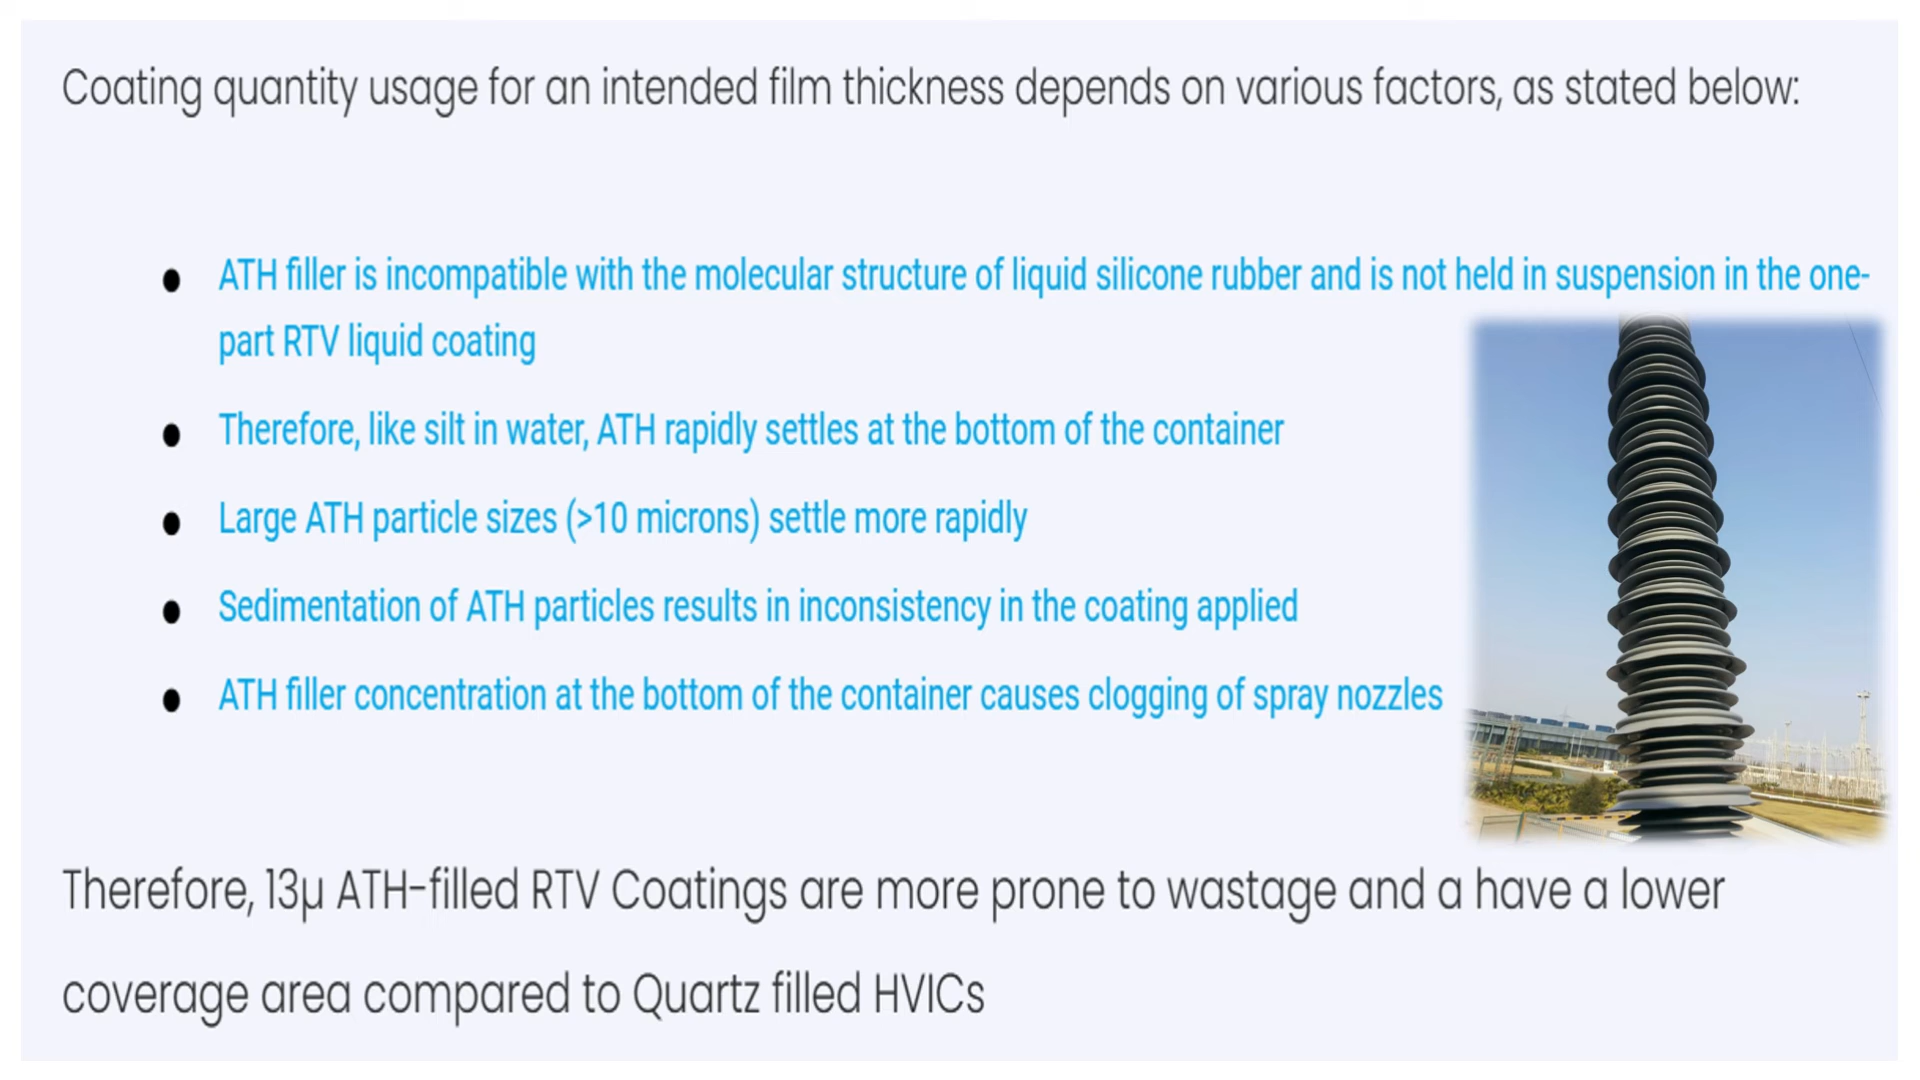 Coating quantity usage for an intended film thickness depends on various factors, as stated below:
● ATH filler is incompatible with the molecular structure of liquid silicone rubber and is not held in suspension in the one-
part RTV liquid coating
● Therefore, like silt in water, ATH rapidly settles at the bottom of the container
● Large ATH particle sizes (>10 microns) settle more rapidly
● Sedimentation of ATH particles results in inconsistency in the coating applied
● ATH filler concentration at the bottom of the container causes clogging of spray nozzles
Therefore, 13μ ATH-filled RTV Coatings are more prone to wastage and a have a lower
coverage area compared to Quartz filled HVICs